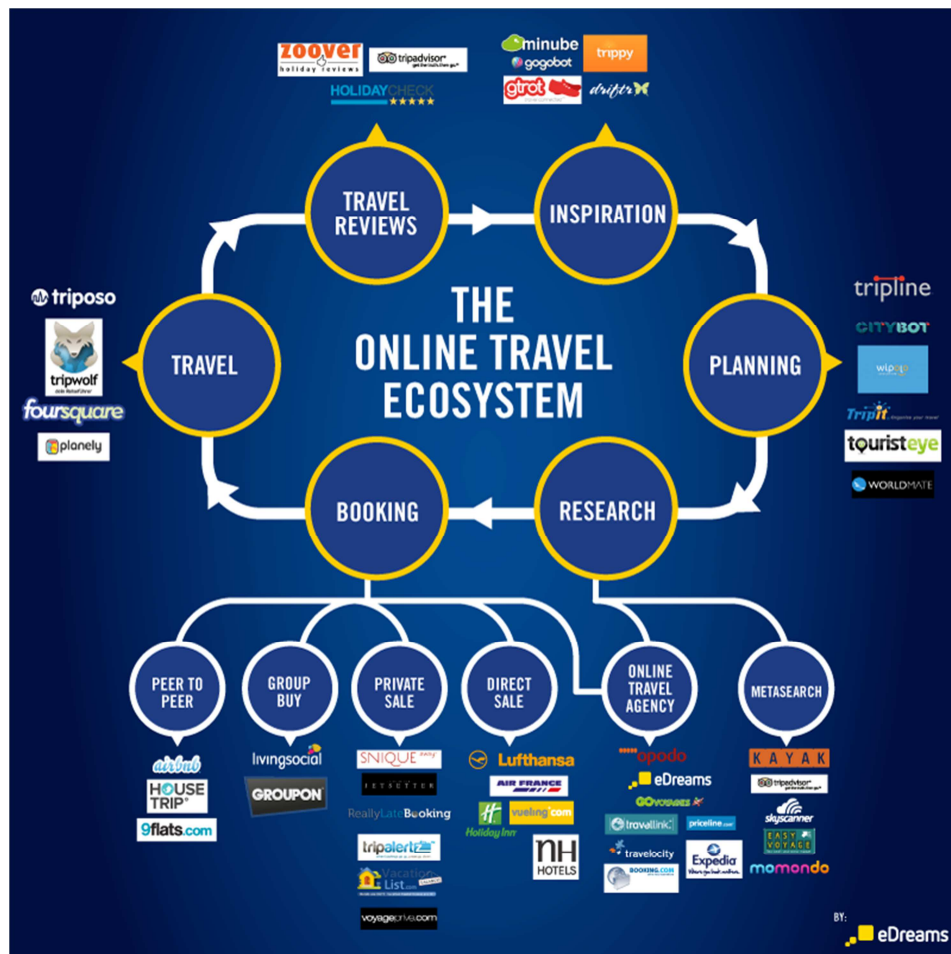 zoover
holiday reviews
tripadvisor
HOLIDAYCHECK
minube
gogobot
trippy
gtrot
driftr
TRAVEL
REVIEWS
INSPIRATION
THE
ONLINE TRAVEL
ECOSYSTEM
TRAVEL
PLANNING
BOOKING
RESEARCH
triposo
tripwolf
foursquare
planely
tripline
CITYBOT
TripIt
touristeye
WORLDMATE
PEER TO
PEER
GROUP
BUY
PRIVATE
SALE
DIRECT
SALE
ONLINE
TRAVEL
AGENCY
METASEARCH
airbnb
HOUSE
TRIP
9flats.com
livingsocial
GROUPON
SNIQUE away
JETSETTER
ReallyLateBooking
tripalertz
Vacation
List.com
voyageprive.com
Lufthansa
AIR FRANCE
Holiday Inn
vueling.com
nH
HOTELS
opodo
eDreams
GOvoyages
travellink
priceline.com
travelocity
BOOKING.COM
Expedia
KAYAK
tripadvisor
skyscanner
EASY
VOYAGE
momondo
BY:
eDreams